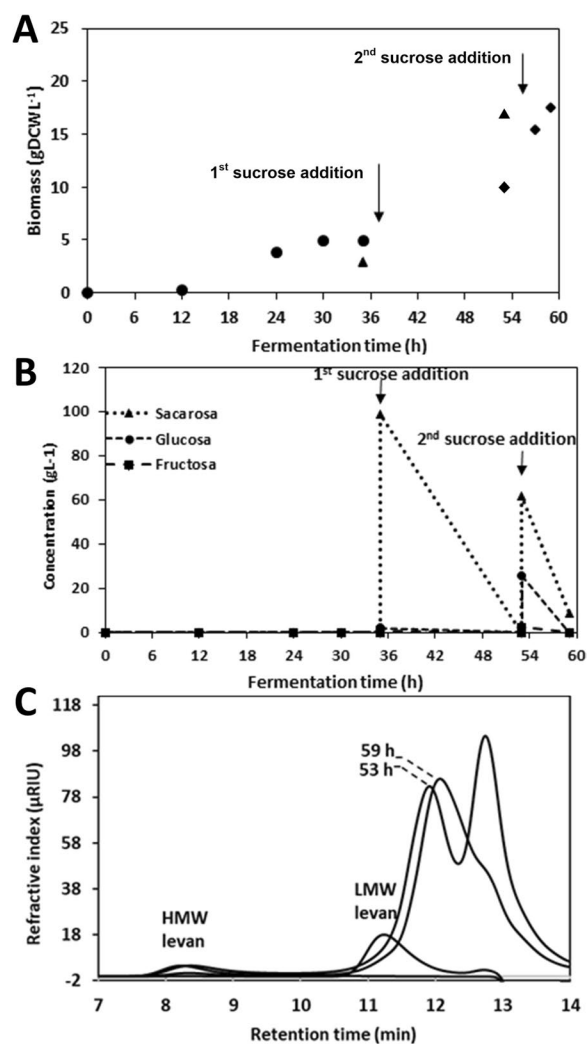 A
25
20
15
10
5
0
Biomass (gDCW L-1)
2nd sucrose addition
1st sucrose addition
0 6 12 18 24 30 36 42 48 54 60
Fermentation time (h)
B
120
100
80
60
40
20
0
Concentration (gL-1)
1st sucrose addition
2nd sucrose addition
Sacarosa
Glucosa
Fructosa
0 6 12 18 24 30 36 42 48 54 60
Fermentation time (h)
C
118
98
78
58
38
18
-2
Refractive index (µRIU)
59 h
53 h
HMW
levan
LMW
levan
7 8 9 10 11 12 13 14
Retention time (min)